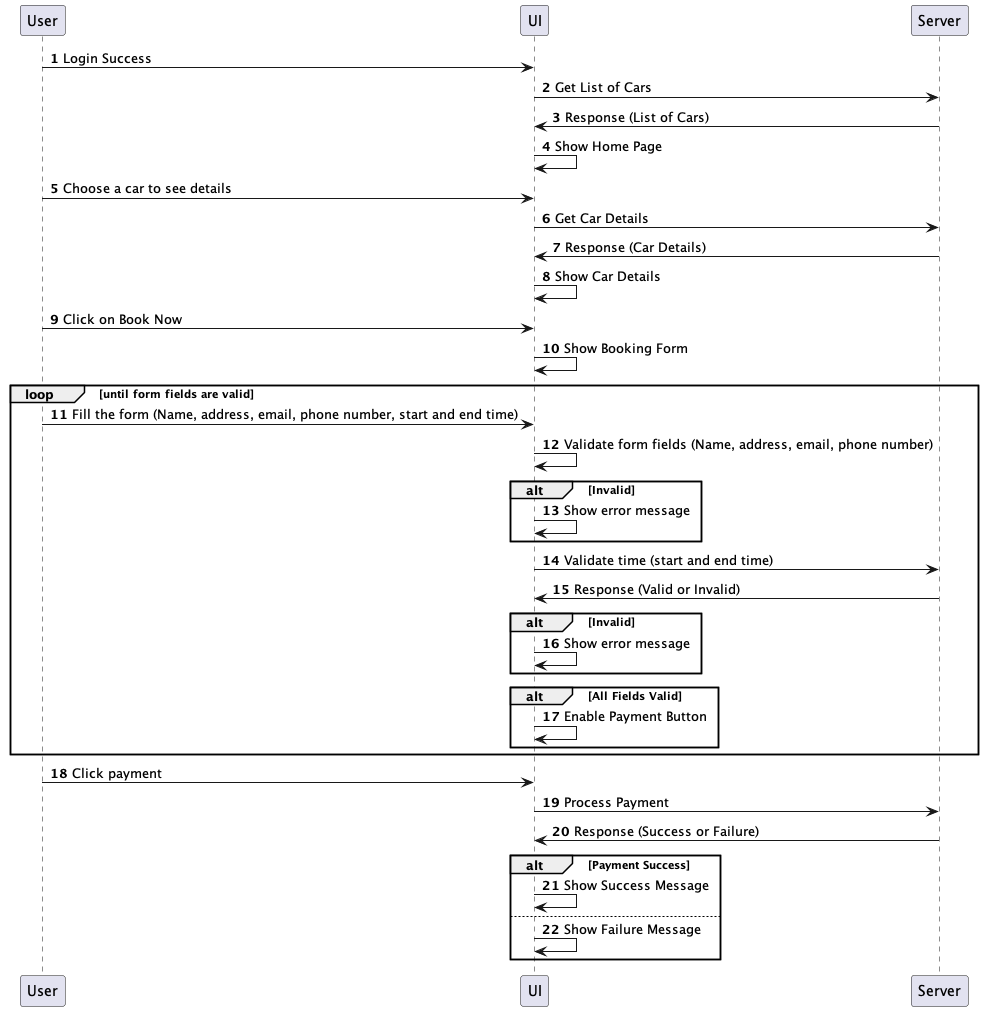 User UI Server
1 Login Success
2 Get List of Cars
3 Response (List of Cars)
4 Show Home Page
5 Choose a car to see details
6 Get Car Details
7 Response (Car Details)
8 Show Car Details
9 Click on Book Now
10 Show Booking Form
loop [until form fields are valid]
11 Fill the form (Name, address, email, phone number, start and end time)
12 Validate form fields (Name, address, email, phone number)
alt [Invalid]
13 Show error message
14 Validate time (start and end time)
15 Response (Valid or Invalid)
alt [Invalid]
16 Show error message
alt [All Fields Valid]
17 Enable Payment Button
18 Click payment
19 Process Payment
20 Response (Success or Failure)
alt [Payment Success]
21 Show Success Message
22 Show Failure Message
User UI Server